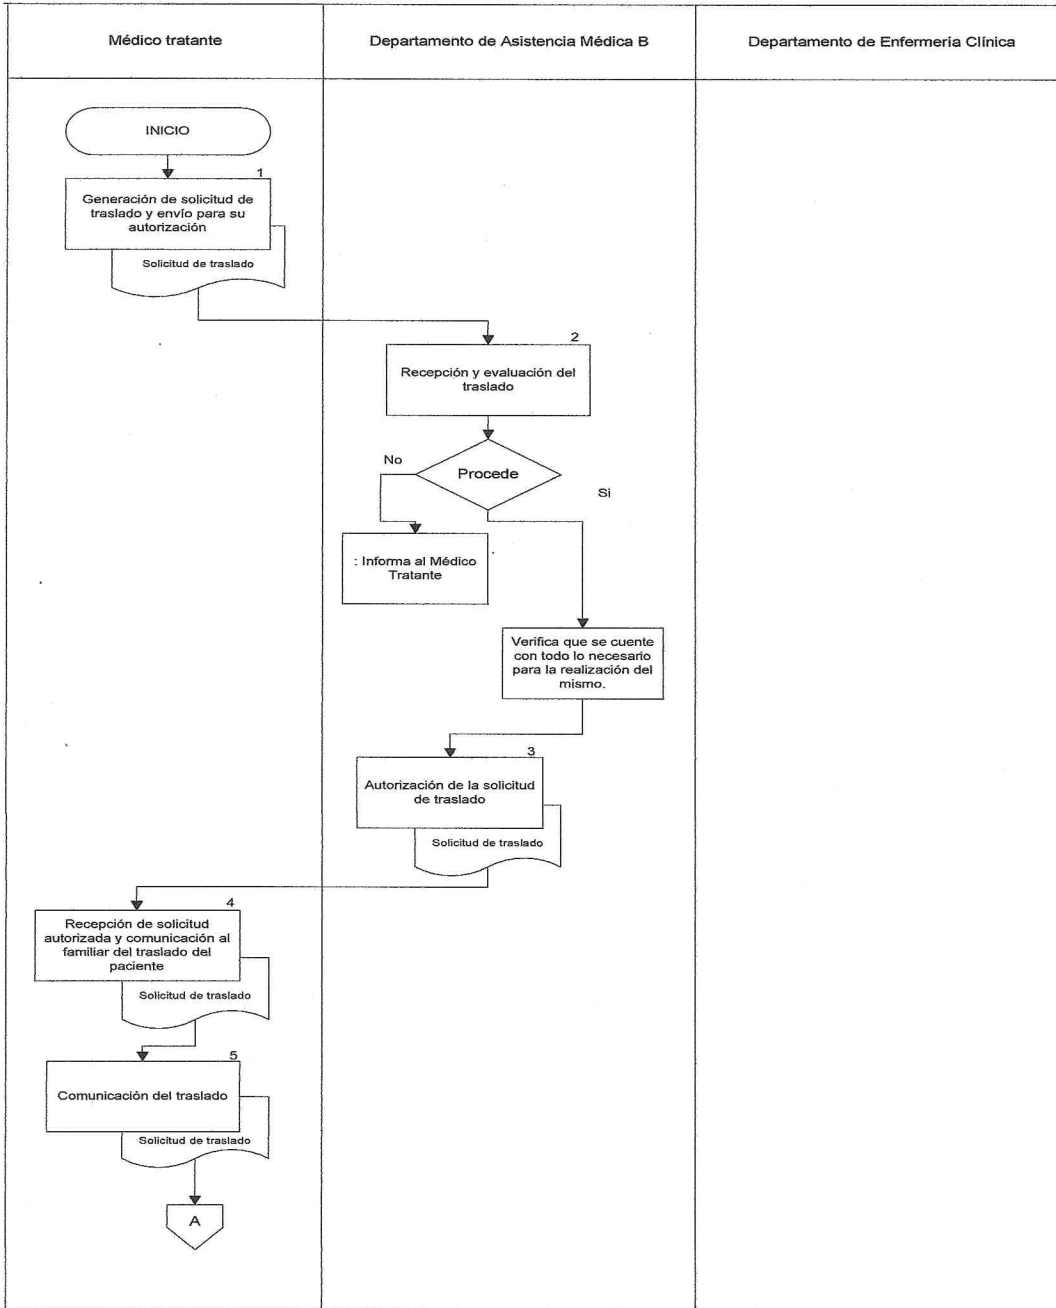 Médico tratante
Departamento de Asistencia Médica B
Departamento de Enfermería Clínica
INICIO
1
Generación de solicitud de
traslado y envío para su
autorización
Solicitud de traslado
2
Recepción y evaluación del
traslado
No
Procede
Si
: Informa al Médico
Tratante
Verifica que se cuente
con todo lo necesario
para la realización del
mismo.
3
Autorización de la solicitud
de traslado
Solicitud de traslado
4
Recepción de solicitud
autorizada y comunicación al
familiar del traslado del
paciente
Solicitud de traslado
5
Comunicación del traslado
Solicitud de traslado
A